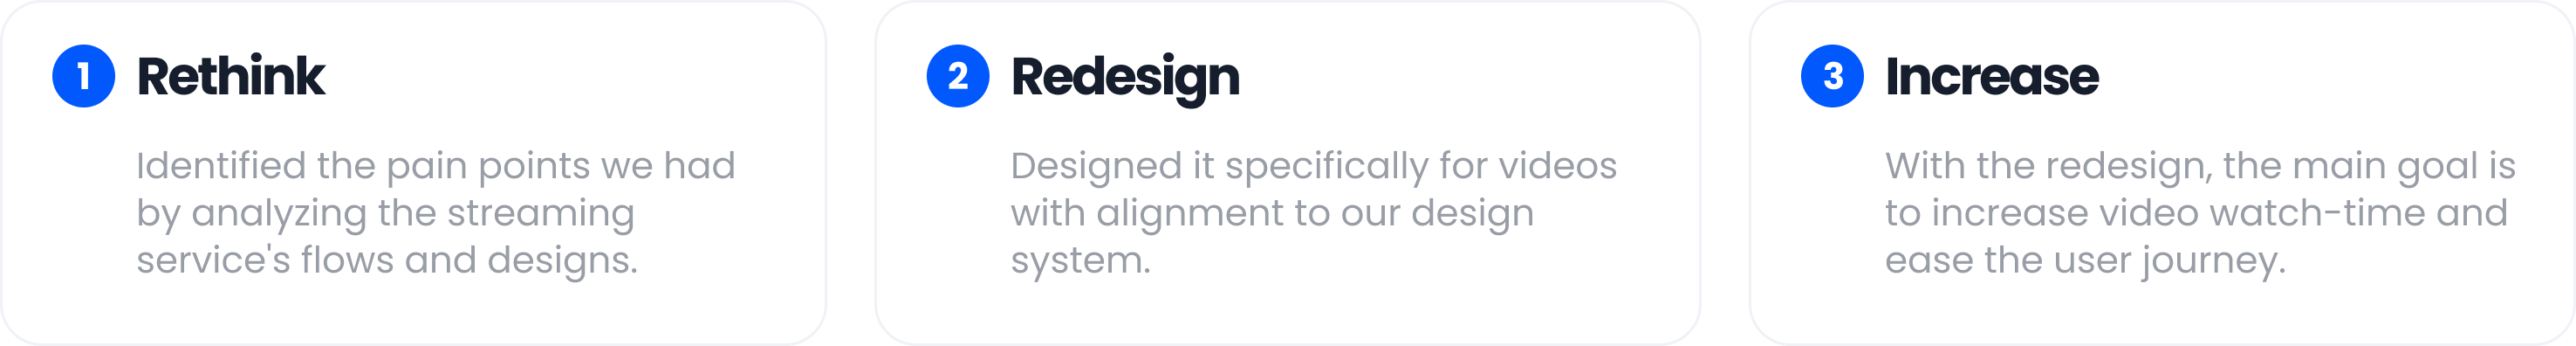 1 Rethink
Identified the pain points we had
by analyzing the streaming
service's flows and designs.
2 Redesign
Designed it specifically for videos
with alignment to our design
system.
3 Increase
With the redesign, the main goal is
to increase video watch-time and
ease the user journey.